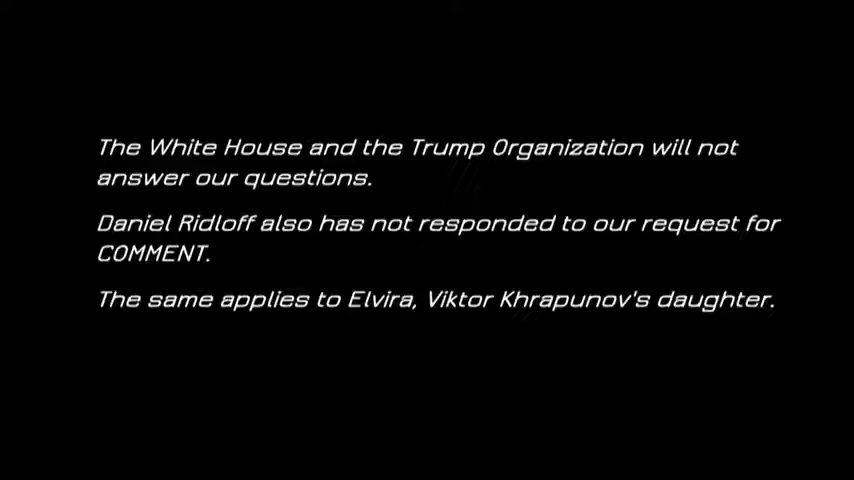 The White House and the Trump Organization will not
answer our questions.
Daniel Ridloff also has not responded to our request for
COMMENT.
The same applies to Elvira, Viktor Khrapunov's daughter.